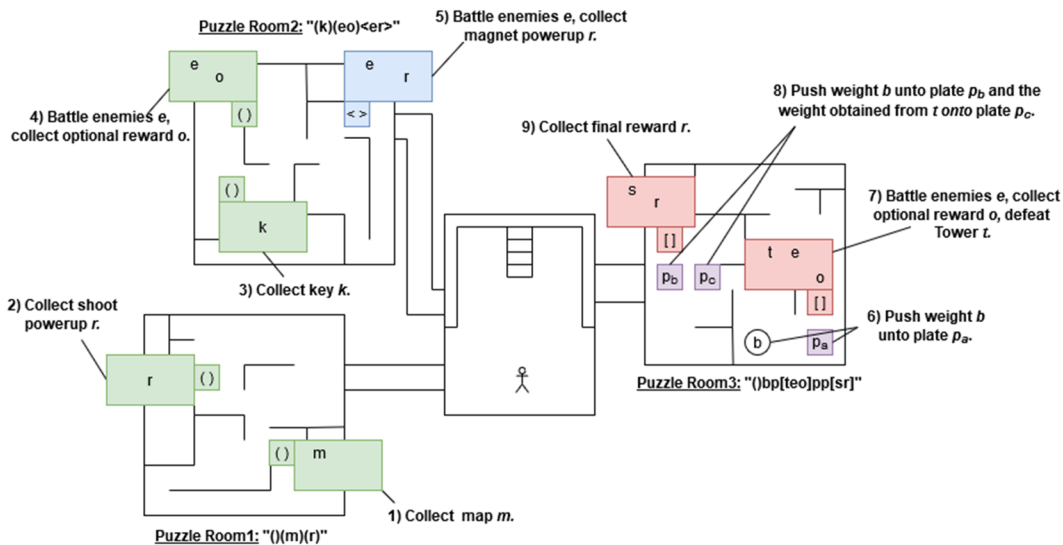 Puzzle Room2: "(k)(eo)<er>"
5) Battle enemies e, collect
magnet powerup r.
e
o
( )
e
r
< >
4) Battle enemies e,
collect optional reward o.
( )
k
3) Collect key k.
8) Push weight b unto plate pb and the
weight obtained from t onto plate pc.
9) Collect final reward r.
s
r
[ ]
pb
pc
t e
o
[ ]
b
pa
7) Battle enemies e, collect
optional reward o, defeat
Tower t.
6) Push weight b
unto plate pa.
Puzzle Room3: "()bp[teo]pp[sr]"
2) Collect shoot
powerup r.
r
( )
( )
m
1) Collect map m.
Puzzle Room1: "()(m)(r)"